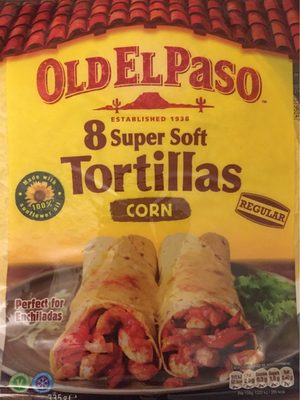 OLD EL PASO
ESTABLISHED 1938
8 Super Soft
Tortillas
CORN
Made with
100%
sunflower oil
REGULAR
Perfect for
Enchiladas